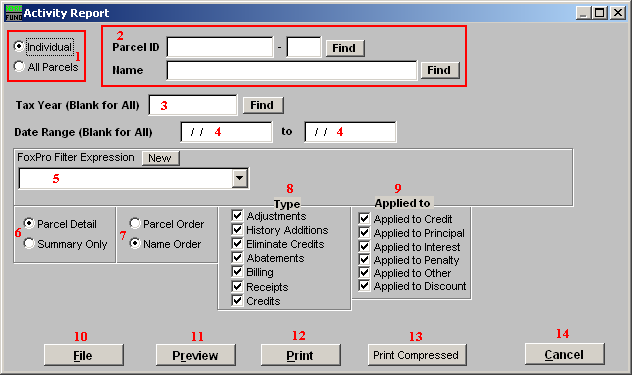 FUND
Activity Report
Individual
All Parcels
1
2
Parcel ID - Find
Name Find
Tax Year (Blank for All) 3 Find
Date Range (Blank for All) / / 4 to / / 4
FoxPro Filter Expression New
5
6
Parcel Detail
Summary Only
7
Parcel Order
Name Order
8
Type
Adjustments
History Additions
Eliminate Credits
Abatements
Billing
Receipts
Credits
9
Applied to
Applied to Credit
Applied to Principal
Applied to Interest
Applied to Penalty
Applied to Other
Applied to Discount
10 11 12 13 14
File Preview Print Print Compressed Cancel